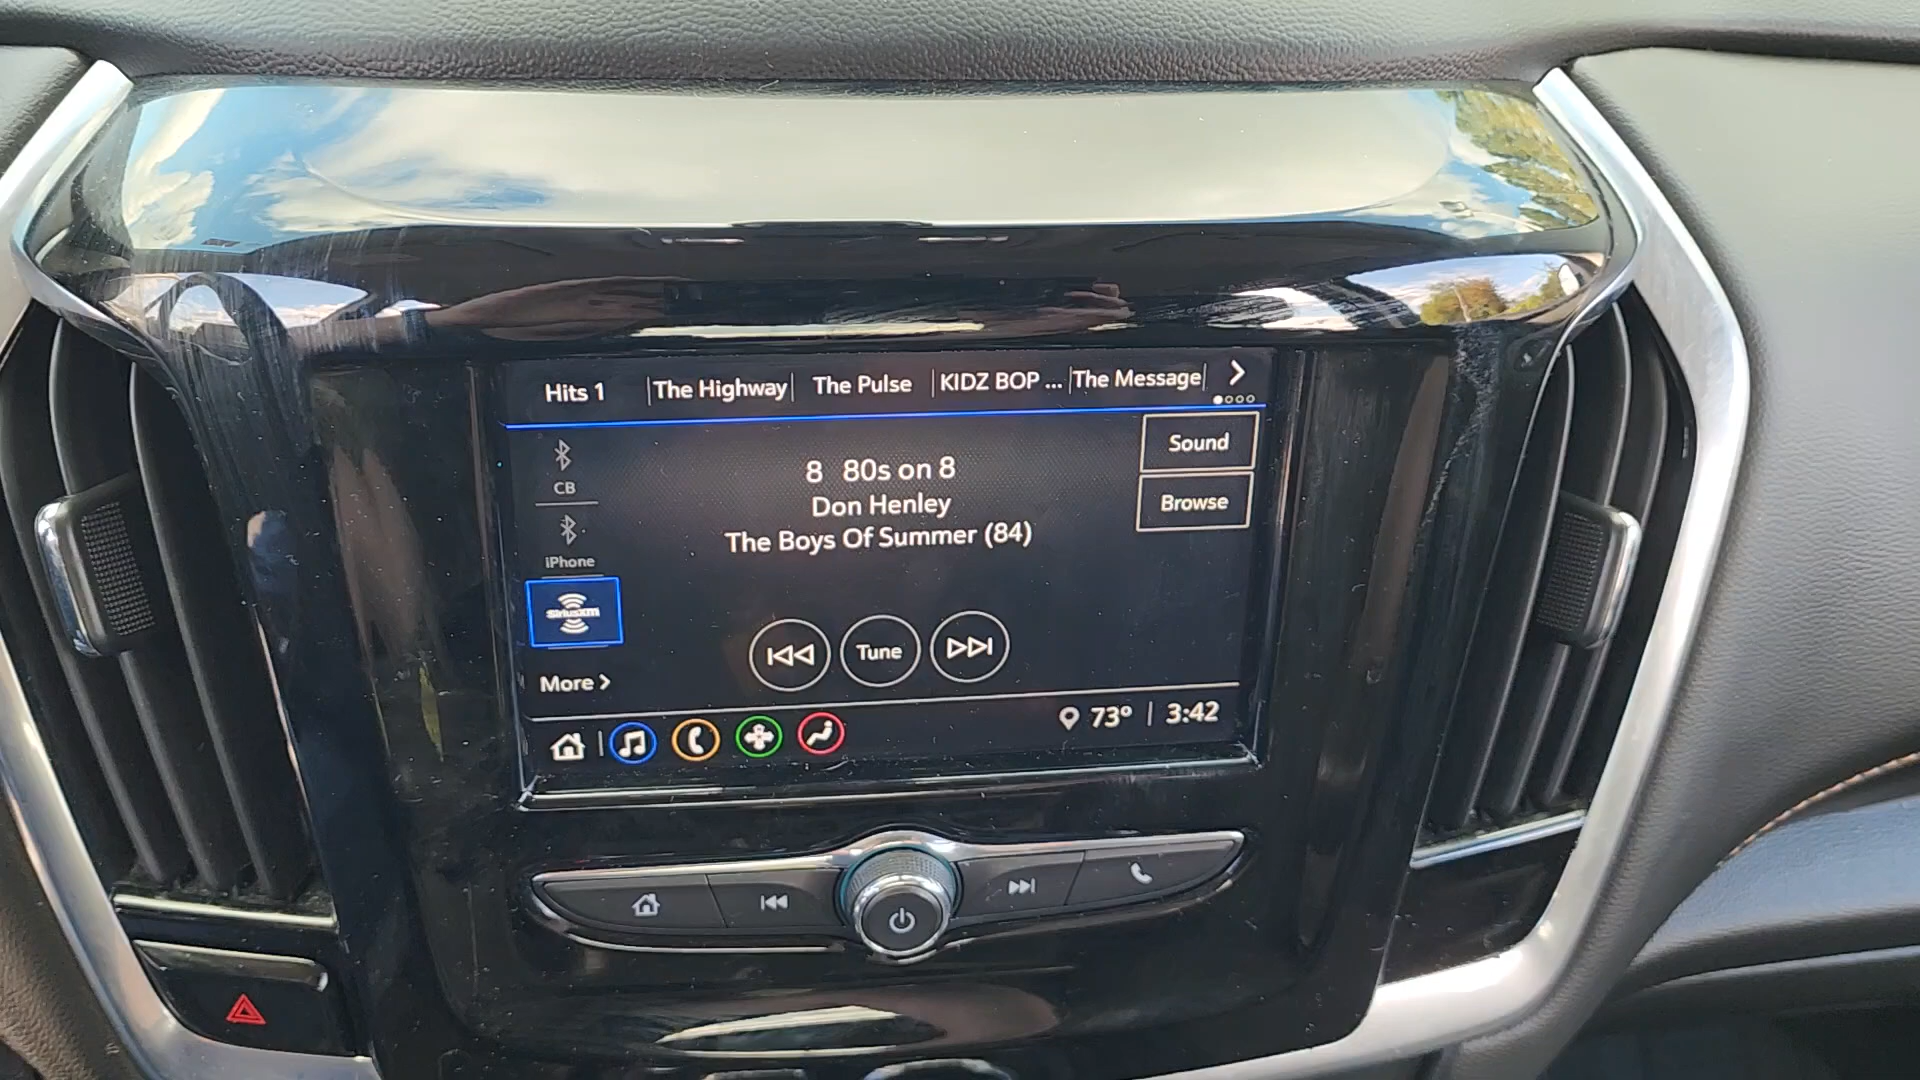 Hits 1
The Highway
The Pulse
KIDZ BOP ...
The Message
Sound
Browse
CB
iPhone
SiriusXM
More
8 80s on 8
Don Henley
The Boys Of Summer (84)
Tune
73° 3:42